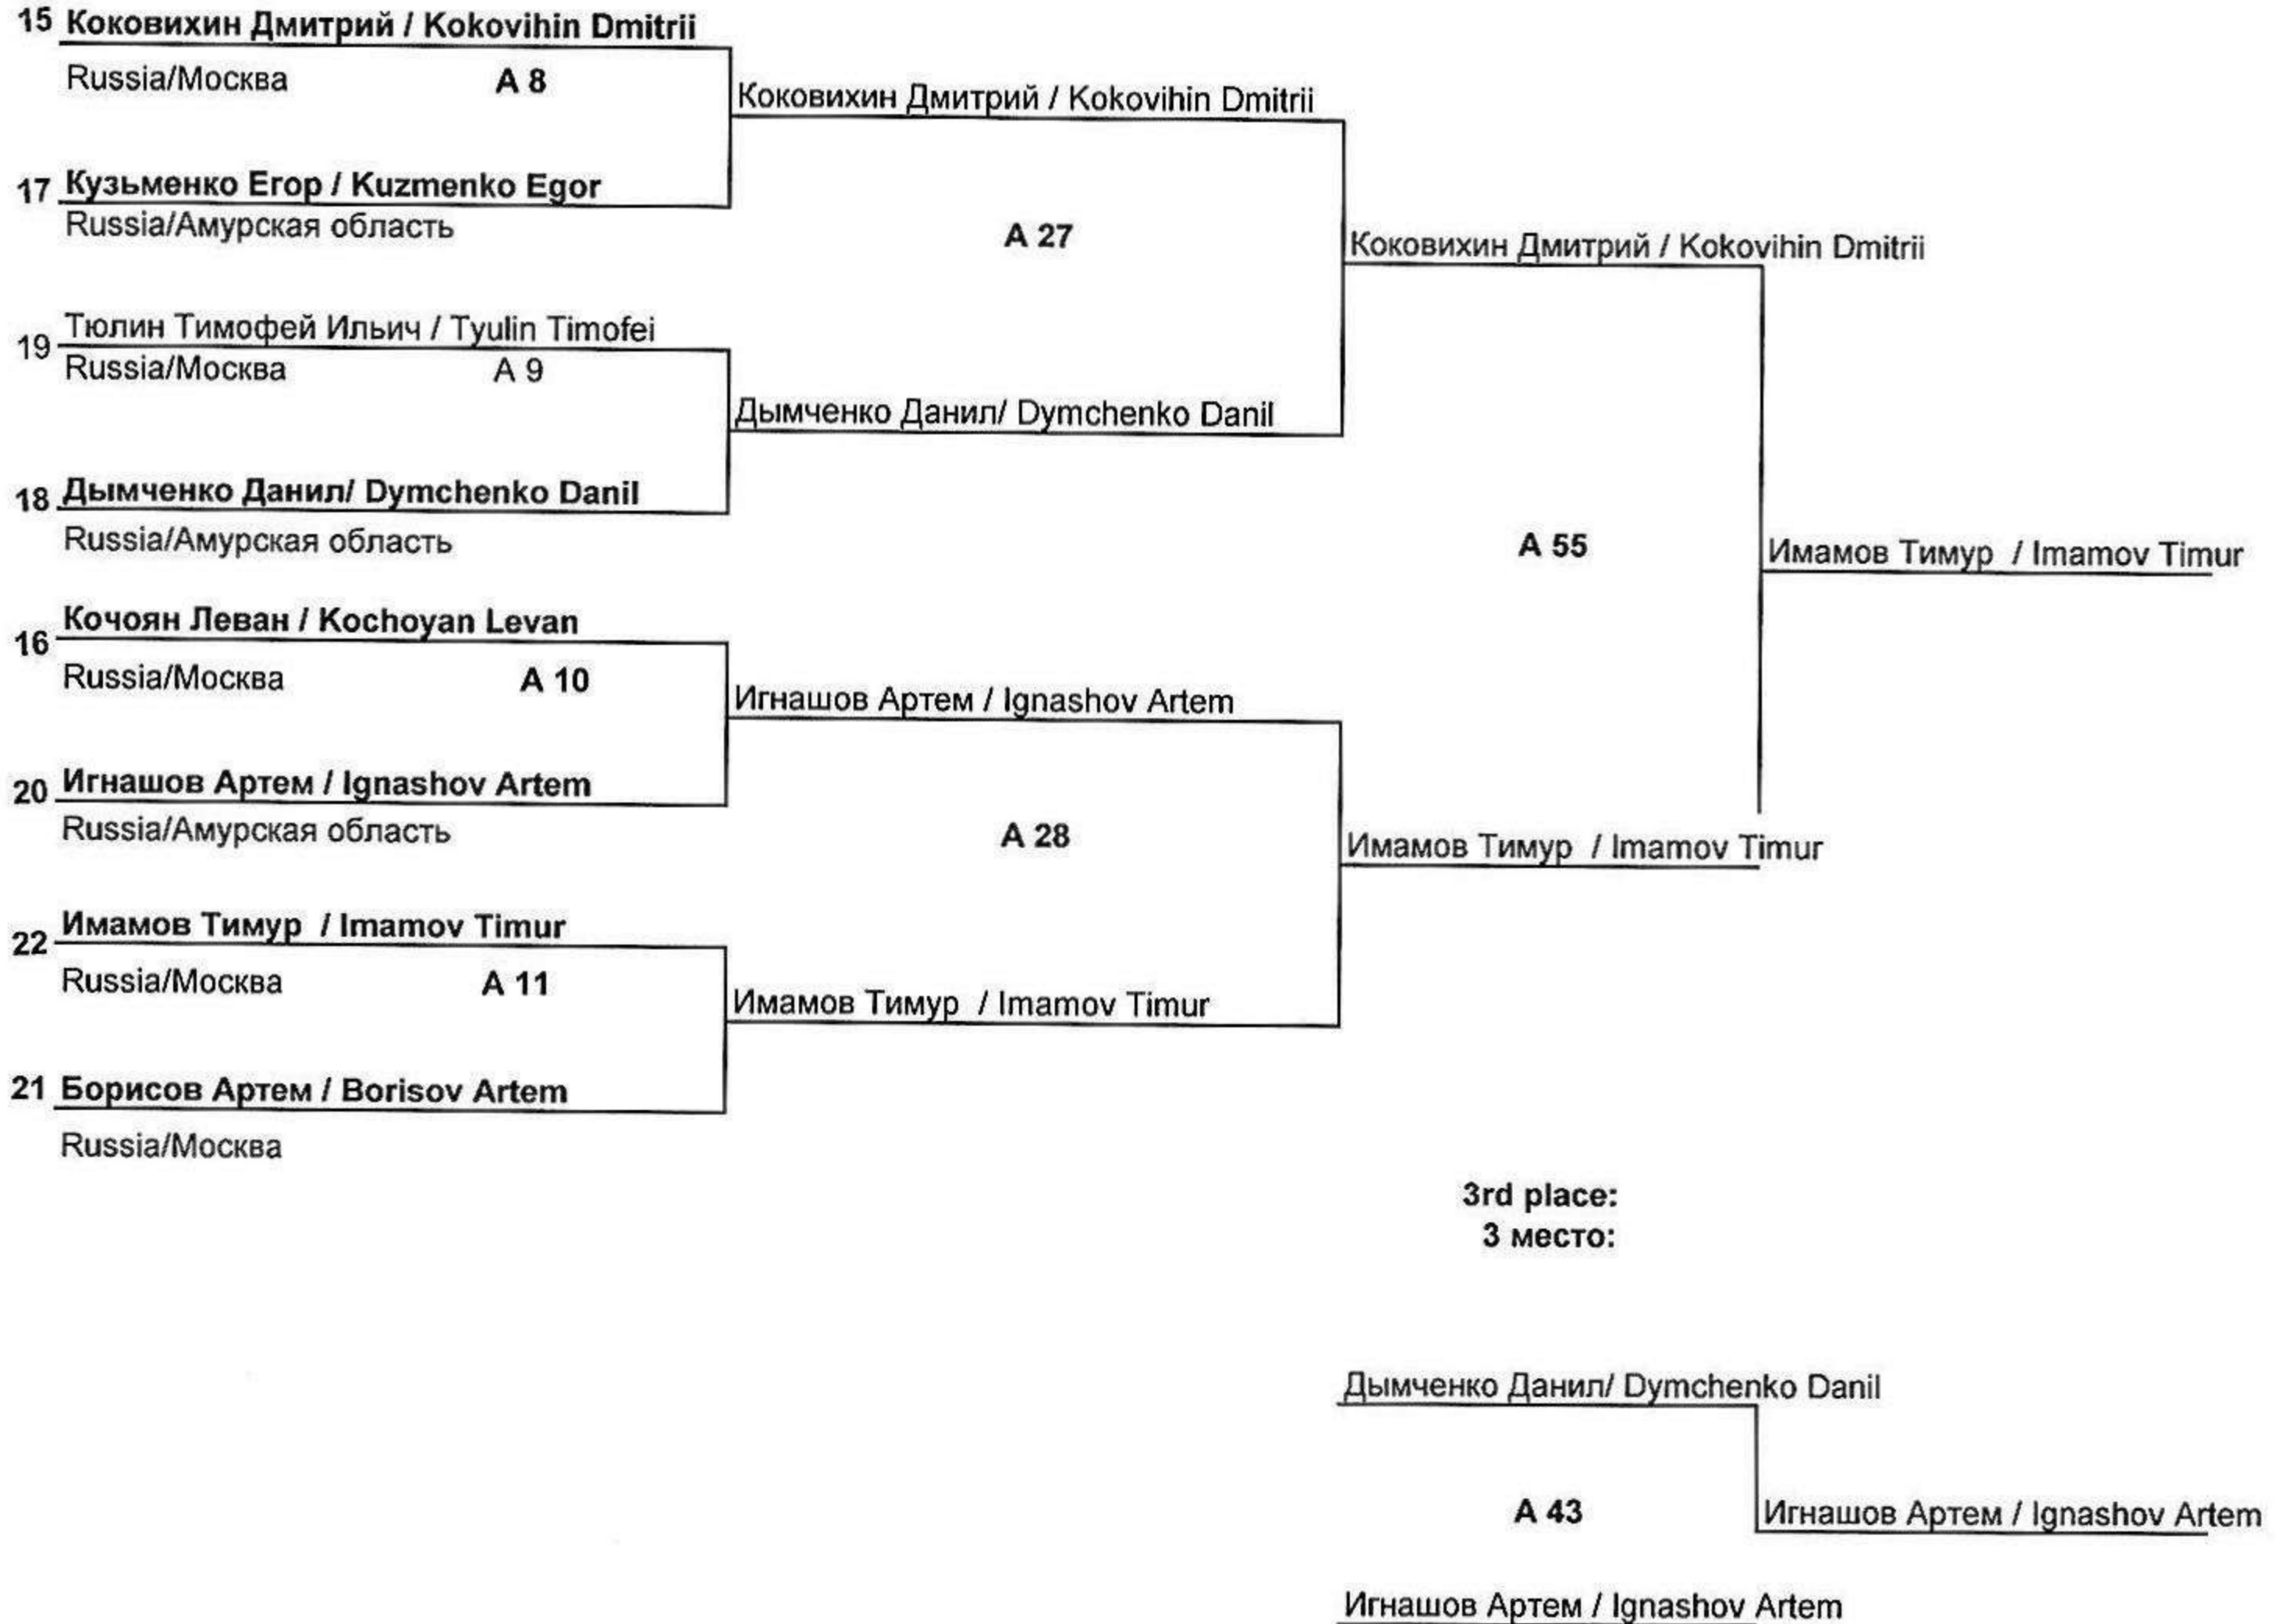 15 Коковихин Дмитрий / Kokovihin Dmitrii
Russia/Москва A 8
Коковихин Дмитрий / Kokovihin Dmitrii
17 Кузьменко Егор / Kuzmenko Egor
Russia/Амурская область
A 27
Коковихин Дмитрий / Kokovihin Dmitrii
19 Тюлин Тимофей Ильич / Tyulin Timofei
Russia/Москва A 9
Дымченко Данил/ Dymchenko Danil
18 Дымченко Данил/ Dymchenko Danil
Russia/Амурская область
A 55
Имамов Тимур / Imamov Timur
16 Кочоян Леван / Kochoyan Levan
Russia/Москва A 10
Игнашов Артем / Ignashov Artem
20 Игнашов Артем / Ignashov Artem
Russia/Амурская область
A 28
Имамов Тимур / Imamov Timur
22 Имамов Тимур / Imamov Timur
Russia/Москва A 11
Имамов Тимур / Imamov Timur
21 Борисов Артем / Borisov Artem
Russia/Москва
3rd place:
3 место:
Дымченко Данил/ Dymchenko Danil
A 43
Игнашов Артем / Ignashov Artem
Игнашов Артем / Ignashov Artem